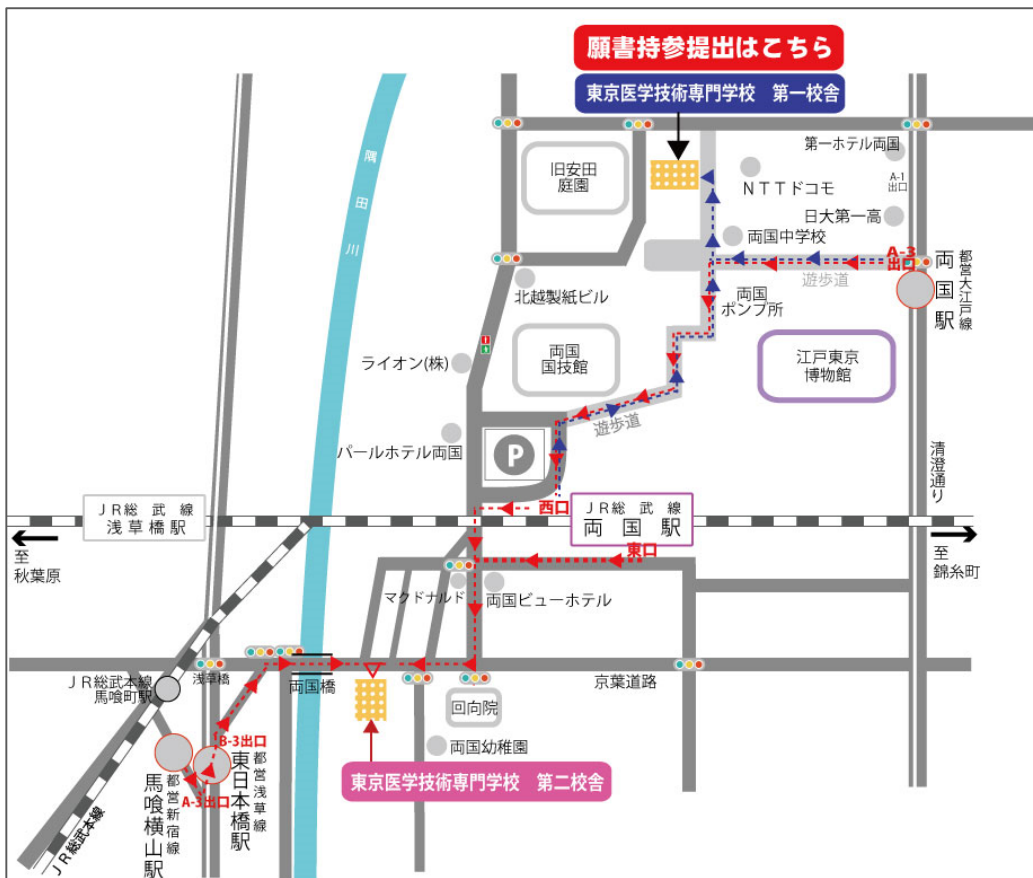 願書持参提出はこちら
東京医学技術専門学校　第一校舎
隅田川
旧安田
庭園
第一ホテル両国
A-1
出口
ＮＴＴドコモ
日大第一高
両国中学校
A-3
出口
両国駅
都営大江戸線
遊歩道
北越製紙ビル
両国
ポンプ所
ライオン(株)
両国
国技館
江戸東京
博物館
遊歩道
パールホテル両国
P
清澄通り
ＪＲ総武線
浅草橋駅
西口
ＪＲ総武線
両国駅
東口
至
秋葉原
至
錦糸町
マクドナルド
両国ビューホテル
浅草橋
両国橋
京葉道路
ＪＲ総武本線
馬喰町駅
回向院
B-3出口
両国幼稚園
A-3出口
都営浅草線
東日本橋駅
都営新宿線
馬喰横山駅
東京医学技術専門学校　第二校舎
ＪＲ総武本線